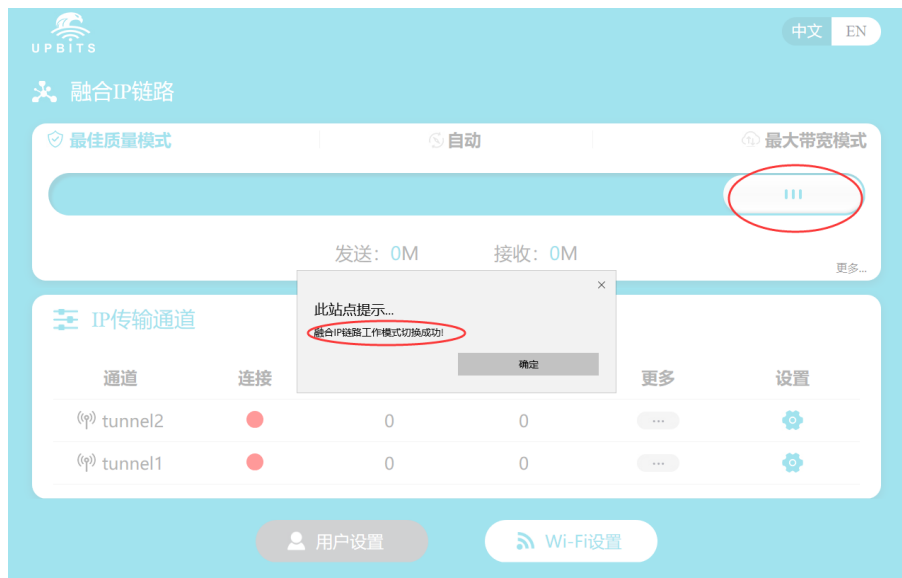 UPBITS
中文 EN
融合IP链路
最佳质量模式 自动 最大带宽模式
发送: 0M 接收: 0M
更多...
此站点提示...
融合IP链路工作模式切换成功!
确定
IP传输通道
通道 连接 更多 设置
tunnel2 0 0 ...
tunnel1 0 0 ...
用户设置 Wi-Fi设置